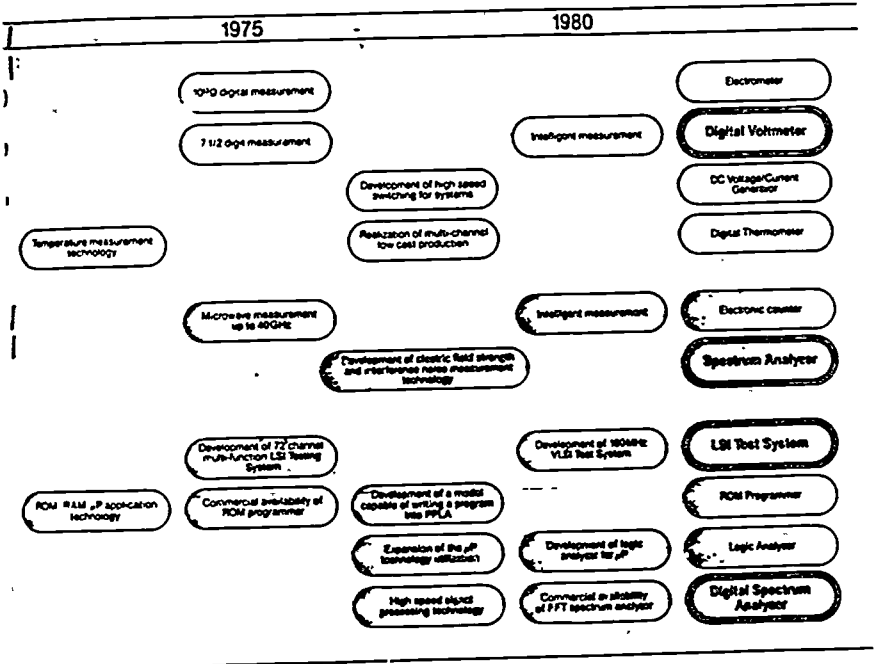 1975
1980
digital measurement
Electrometer
7 1/2 digit measurement
Intelligent measurement
Digital Voltmeter
Development of high speed
switching for systems
DC Voltage/Current
Generator
Temperature measurement
technology
Realization of multi-channel
low cost production
Digital Thermometer
Microwave measurement
up to 40GHz
Intelligent measurement
Electronic counter
Development of electric field strength
and interference noise measurement
technology
Spectrum Analyzer
Development of 72 channel
multi-function LSI Testing
System
Development of 100MHz
VLSI Test System
LSI Test System
ROM RAM μP application
technology
Commercial availability of
ROM programmer
Development of a model
capable of writing a program
into FPLA
ROM Programmer
Expansion of the μP
technology utilization
Development of logic
analyzer for μP
Logic Analyzer
High speed signal
processing technology
Commercial availability
of FFT spectrum analyzer
Digital Spectrum
Analyzer